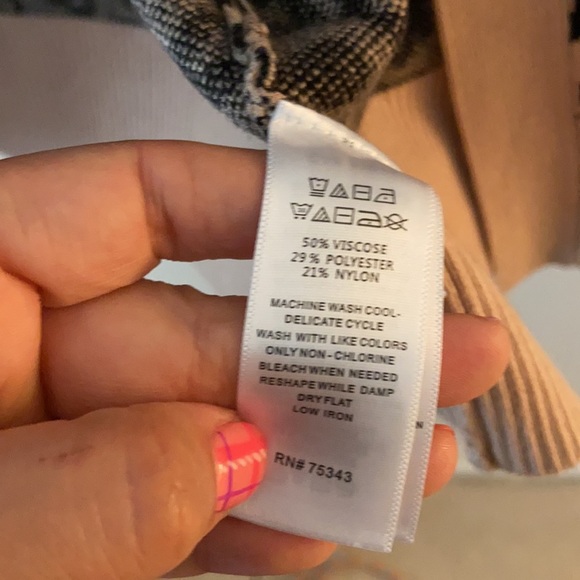 50% VISCOSE
29% POLYESTER
21% NYLON
MACHINE WASH COOL-
DELICATE CYCLE
WASH WITH LIKE COLORS
ONLY NON-CHLORINE
BLEACH WHEN NEEDED
RESHAPE WHILE DAMP
DRY FLAT
LOW IRON
N
RN# 75343